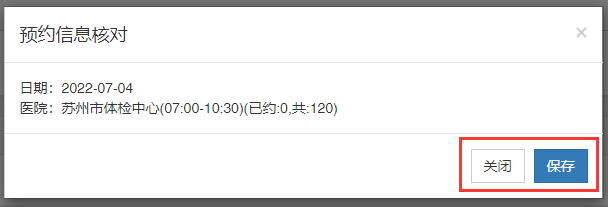 预约信息核对 ×
日期：2022-07-04
医院：苏州市体检中心(07:00-10:30)(已约:0,共:120)
关闭 保存